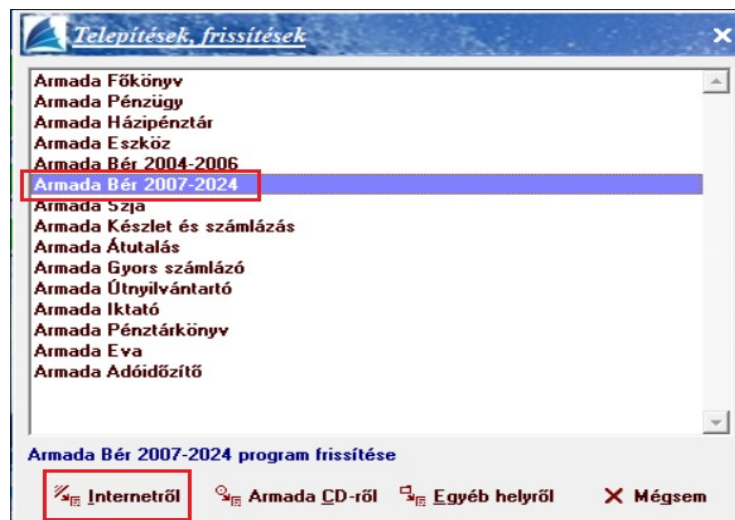 Telepítések, frissítések
Armada Főkönyv
Armada Pénzügy
Armada Házipénztár
Armada Eszköz
Armada Bér 2004-2006
Armada Bér 2007-2024
Armada Szja
Armada Készlet és számlázás
Armada Átutalás
Armada Gyors számlázó
Armada Útnyilvántartó
Armada Iktató
Armada Pénztárkönyv
Armada Eva
Armada Adóidőzítő
Armada Bér 2007-2024 program frissítése
Internetről Armada CD-ről Egyéb helyről Mégsem